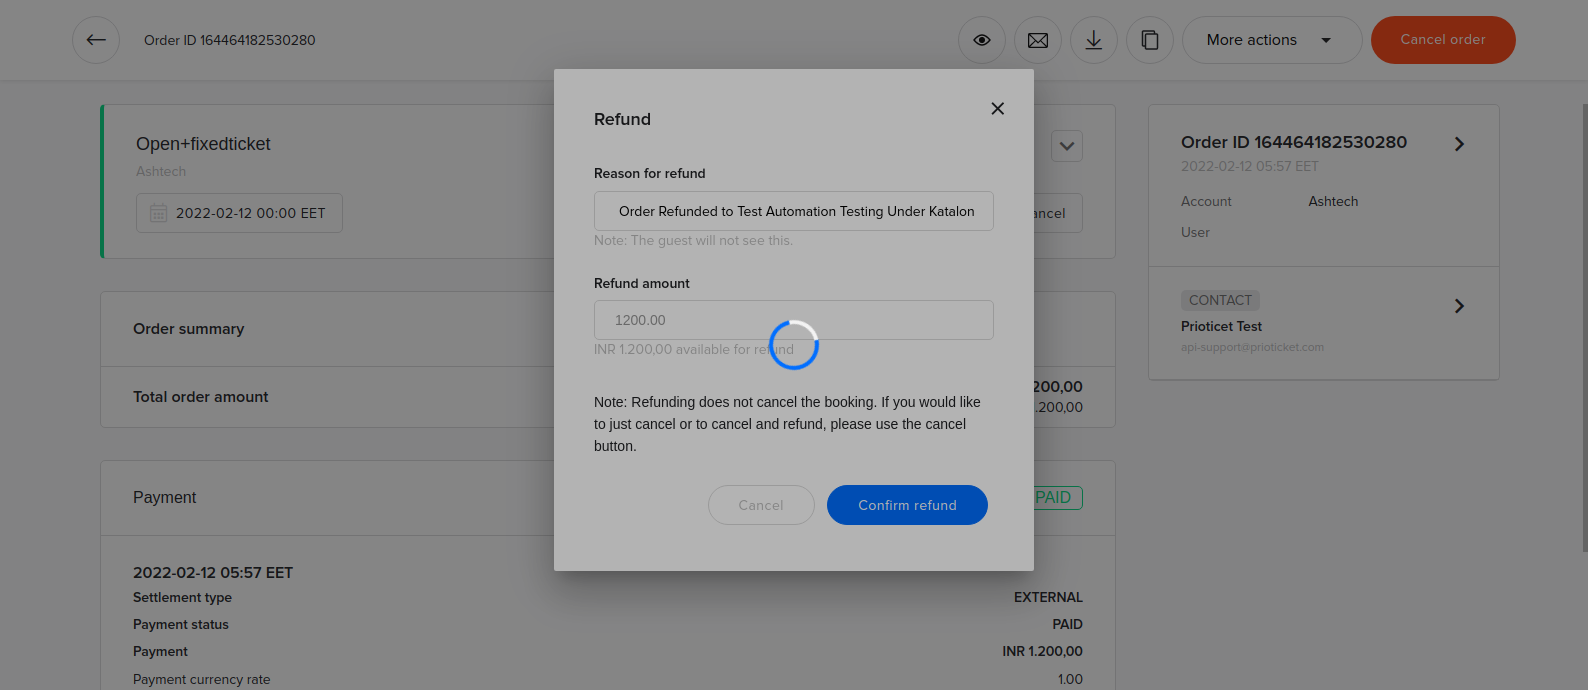 Order ID 164464182530280
More actions
Cancel order
Open+fixedticket
Ashtech
2022-02-12 00:00 EET
ancel
Order summary
Total order amount
200,00
.200,00
Payment
PAID
2022-02-12 05:57 EET
Settlement type EXTERNAL
Payment status PAID
Payment INR 1.200,00
Payment currency rate 1.00
Refund
Reason for refund
Order Refunded to Test Automation Testing Under Katalon
Note: The guest will not see this.
Refund amount
1200.00
INR 1.200,00 available for refund
Note: Refunding does not cancel the booking. If you would like
to just cancel or to cancel and refund, please use the cancel
button.
Cancel
Confirm refund
Order ID 164464182530280
2022-02-12 05:57 EET
Account Ashtech
User
CONTACT
Prioticet Test
api-support@prioticket.com